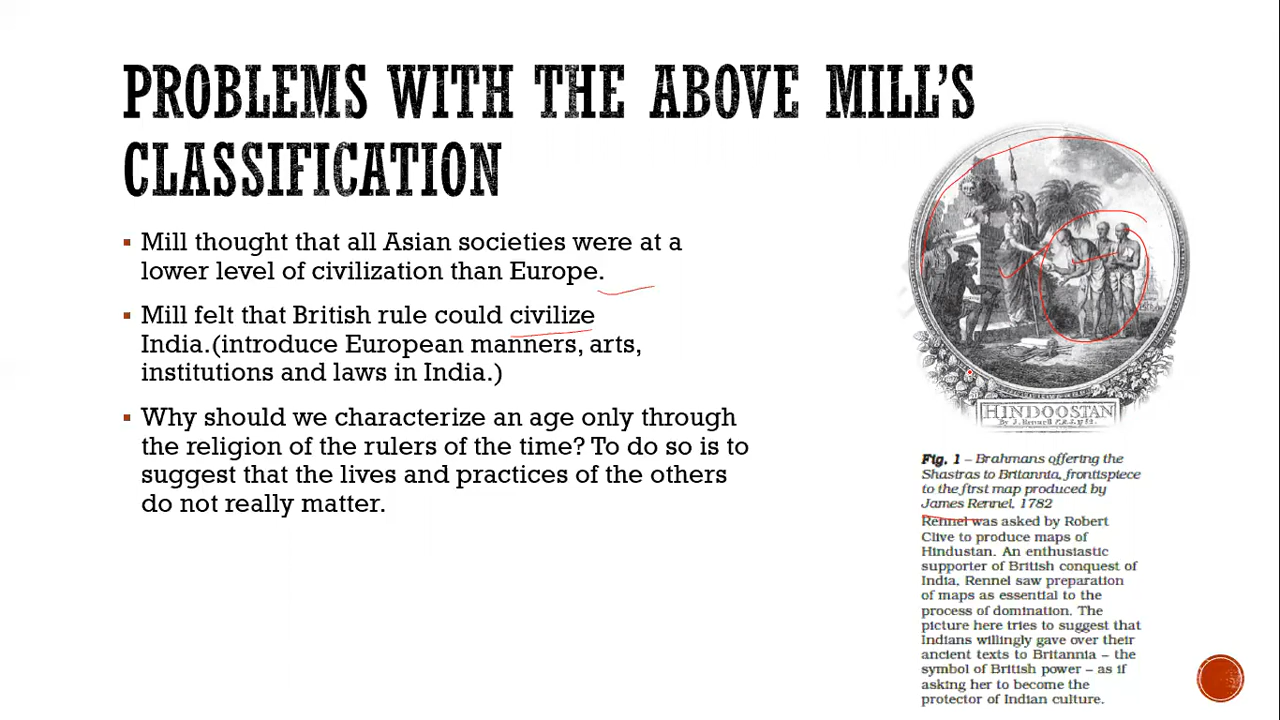 PROBLEMS WITH THE ABOVE MILL'S
CLASSIFICATION
▪ Mill thought that all Asian societies were at a
lower level of civilization than Europe.
▪ Mill felt that British rule could civilize
India.(introduce European manners, arts,
institutions and laws in India.)
▪ Why should we characterize an age only through
the religion of the rulers of the time? To do so is to
suggest that the lives and practices of the others
do not really matter.
HINDOOSTAN
Fig. 1 – Brahmans offering the
Shastras to Britannia, frontispiece
to the first map produced by
James Rennel, 1782
Rennel was asked by Robert
Clive to produce maps of
Hindustan. An enthusiastic
supporter of British conquest of
India, Rennel saw preparation
of maps as essential to the
process of domination. The
picture here tries to suggest that
Indians willingly gave over their
ancient texts to Britannia – the
symbol of British power – as if
asking her to become the
protector of Indian culture.